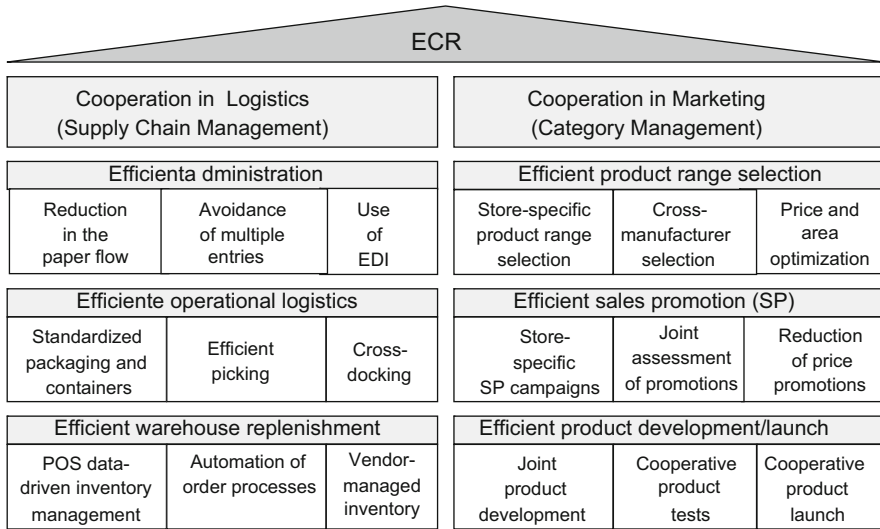 ECR
Cooperation in Logistics
(Supply Chain Management)
Cooperation in Marketing
(Category Management)
Efficienta dministration
Reduction
in the
paper flow
Avoidance
of multiple
entries
Use
of
EDI
Efficient product range selection
Store-specific
product range
selection
Cross-
manufacturer
selection
Price and
area
optimization
Efficiente operational logistics
Standardized
packaging and
containers
Efficient
picking
Cross-
docking
Efficient sales promotion (SP)
Store-
specific
SP campaigns
Joint
assessment
of promotions
Reduction
of price
promotions
Efficient warehouse replenishment
POS data-
driven inventory
management
Automation of
order processes
Vendor-
managed
inventory
Efficient product development/launch
Joint
product
development
Cooperative
product
tests
Cooperative
product
launch